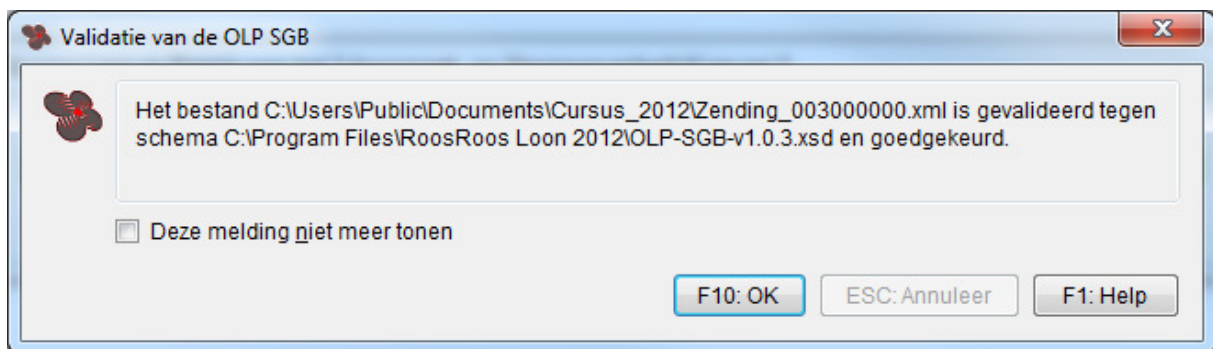 Validatie van de OLP SGB
Het bestand C:\Users\Public\Documents\Cursus_2012\Zending_003000000.xml is gevalideerd tegen
schema C:\Program Files\RoosRoos Loon 2012\OLP-SGB-v1.0.3.xsd en goedgekeurd.
Deze melding niet meer tonen
F10: OK ESC: Annuleer F1: Help